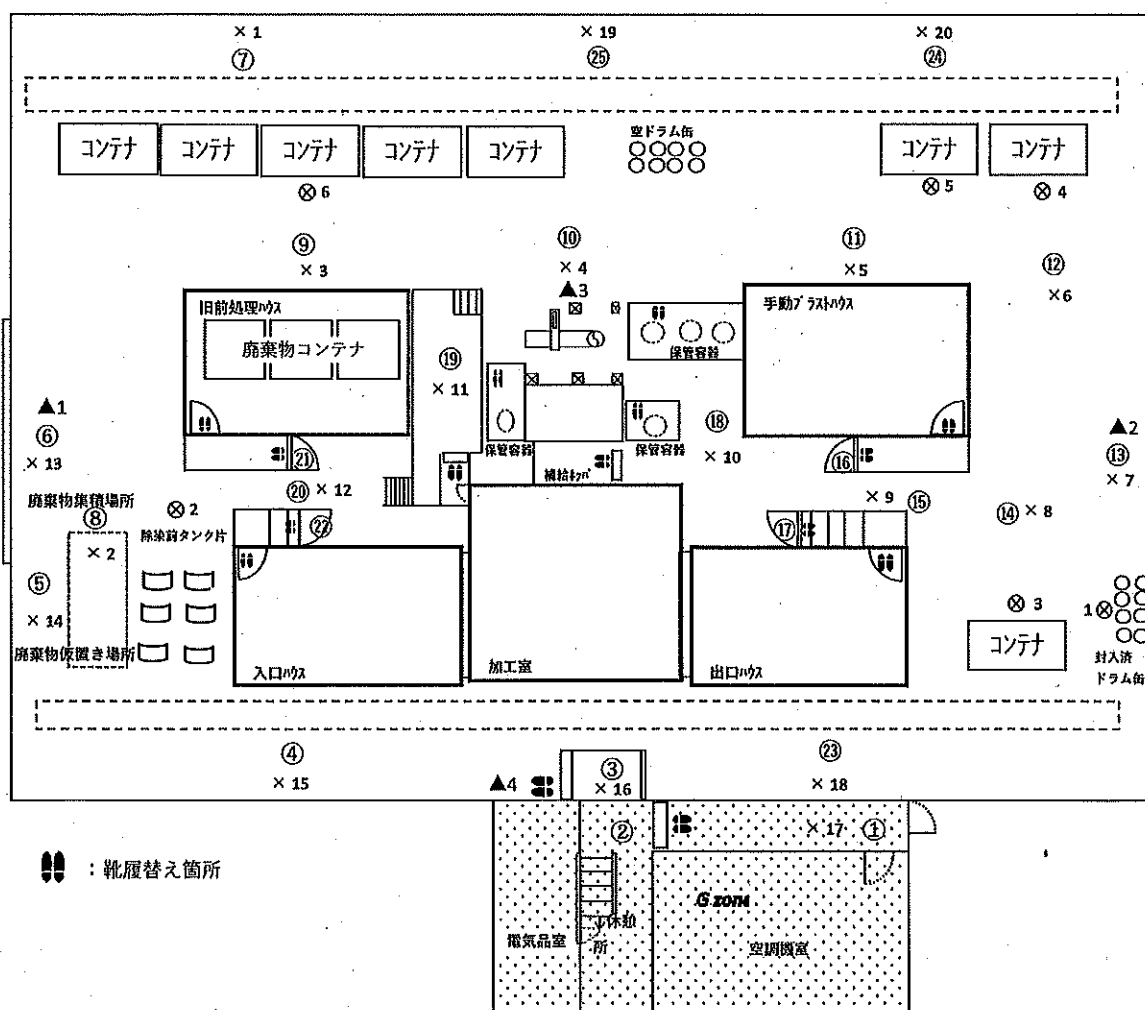 × 1 × 19 × 20
⑦ ㉕ ㉔
コンテナ コンテナ コンテナ コンテナ コンテナ 空ドラム缶 コンテナ コンテナ
⊗ 6 ⊗ 5 ⊗ 4
⑨ ⑩ ⑪ ⑫
× 3 × 4 × 5 × 6
▲3
旧前処理ハウス 手動ブラストハウス
廃棄物コンテナ
保管容器
⑲
× 11
▲1 ⑱ ▲2
⑥ ⑬
保管容器 保管容器
× 13 ㉑ × 10 ⑯ × 7
補給キャパ
⑳ × 12 × 9 ⑮
廃棄物集積場所
⊗ 2 ⑭ × 8
⑧ 除染前タンク片 ㉒ ⑰
× 2
⑤
× 14 ⊗ 3 1⊗
コンテナ
廃棄物仮置き場所 封入済
入口ハウス 加工室 出口ハウス ドラム缶
④ ③ ㉓
× 15 ▲4 × 16 × 18
② × 17 ①
:靴履替え箇所
G zone
休憩
電気品室 所 空調機室